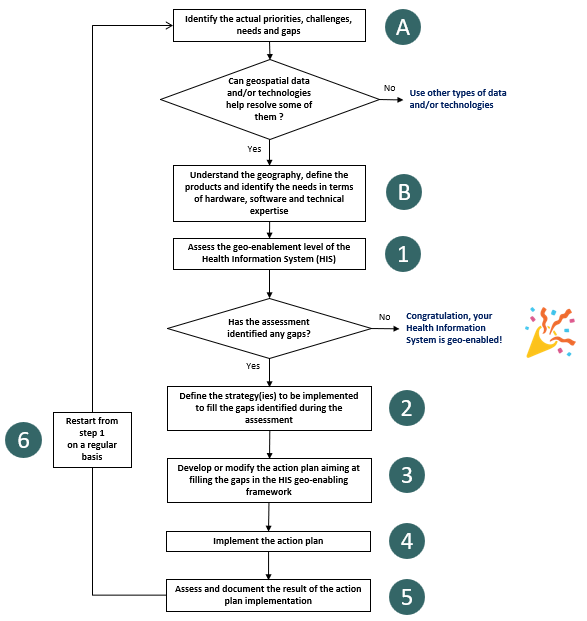 Identify the actual priorities, challenges,
needs and gaps
A
Can geospatial data
and/or technologies
help resolve some of
them ?
No
Use other types of data
and/or technologies
Yes
Understand the geography, define the
products and identify the needs in terms
of hardware, software and technical
expertise
B
Assess the geo-enablement level of the
Health Information System (HIS)
1
Has the assessment
identified any gaps?
No
Congratulation, your
Health Information
System is geo-enabled!
Yes
Define the strategy(ies) to be implemented
to fill the gaps identified during the
assessment
2
6
Restart from
step 1
on a regular
basis
Develop or modify the action plan aiming at
filling the gaps in the HIS geo-enabling
framework
3
Implement the action plan
4
Assess and document the result of the action
plan implementation
5